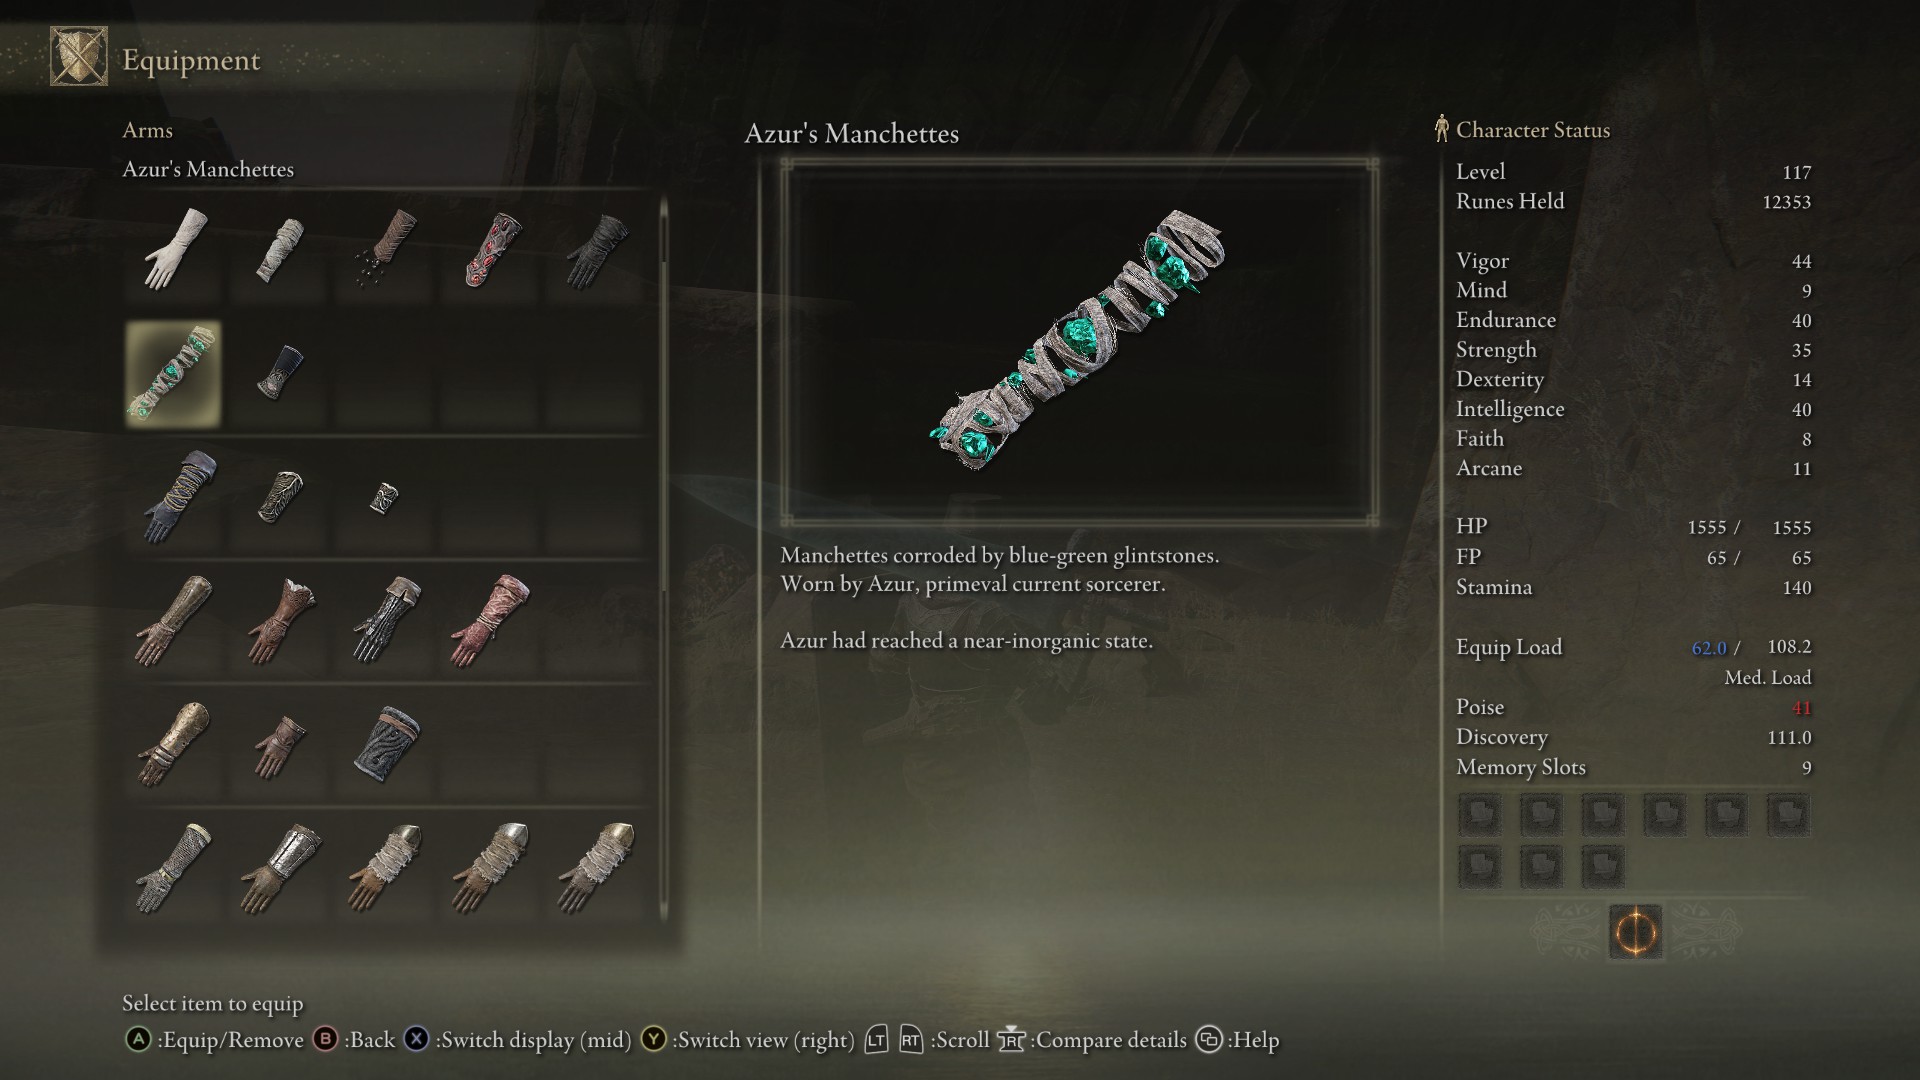 Equipment
Arms
Azur's Manchettes
Azur's Manchettes
Manchettes corroded by blue-green glintstones.
Worn by Azur, primeval current sorcerer.
Azur had reached a near-inorganic state.
Character Status
Level 117
Runes Held 12353
Vigor 44
Mind 9
Endurance 40
Strength 35
Dexterity 14
Intelligence 40
Faith 8
Arcane 11
HP 1555 / 1555
FP 65 / 65
Stamina 140
Equip Load 62.0 / 108.2
Med. Load
Poise 41
Discovery 111.0
Memory Slots 9
Select item to equip
A :Equip/Remove B :Back X :Switch display (mid) Y :Switch view (right) LT RT :Scroll R :Compare details :Help